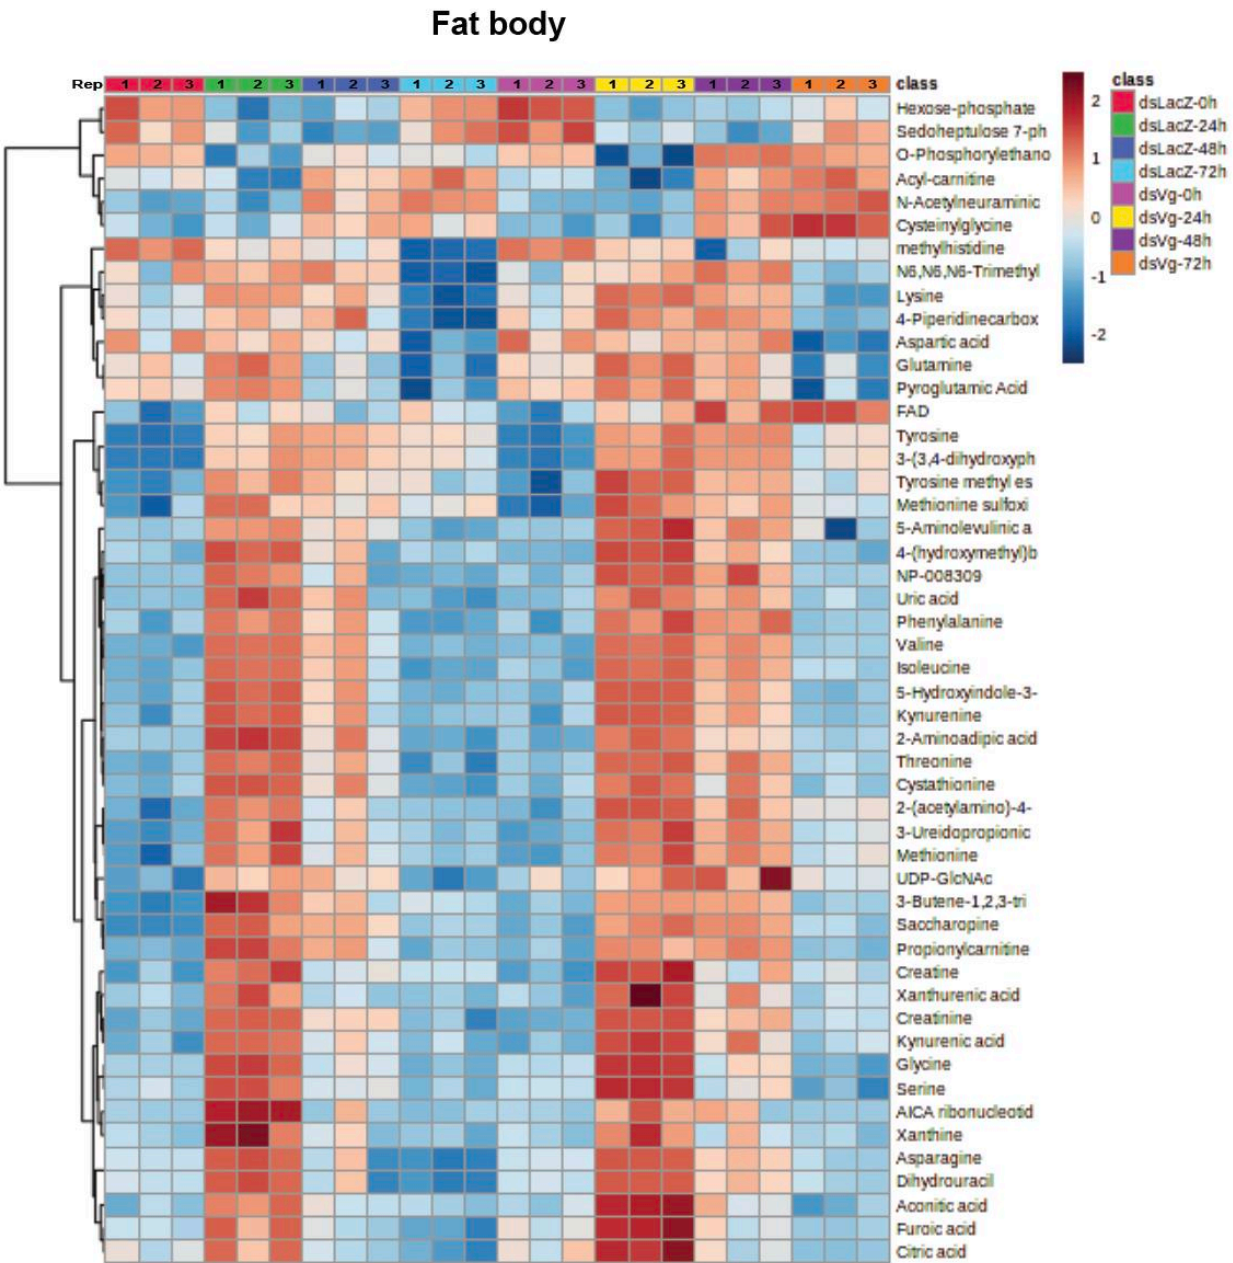 Fat body
Rep 1 2 3 1 2 3 1 2 3 1 2 3 1 2 3 1 2 3 1 2 3 1 2 3 class
Hexose-phosphate
Sedoheptulose 7-ph
O-Phosphorylethano
Acyl-carnitine
N-Acetylneuraminic
Cysteinylglycine
methylhistidine
N6,N6,N6-Trimethyl
Lysine
4-Piperidinecarbox
Aspartic acid
Glutamine
Pyroglutamic Acid
FAD
Tyrosine
3-(3,4-dihydroxyph
Tyrosine methyl es
Methionine sulfoxi
5-Aminolevulinic a
4-(hydroxymethyl)b
NP-008309
Uric acid
Phenylalanine
Valine
Isoleucine
5-Hydroxyindole-3-
Kynurenine
2-Aminoadipic acid
Threonine
Cystathionine
2-(acetylamino)-4-
3-Ureidopropionic
Methionine
UDP-GlcNAc
3-Butene-1,2,3-tri
Saccharopine
Propionylcarnitine
Creatine
Xanthurenic acid
Creatinine
Kynurenic acid
Glycine
Serine
AICA ribonucleotid
Xanthine
Asparagine
Dihydrouracil
Aconitic acid
Furoic acid
Citric acid
2
1
0
-1
-2
class
dsLacZ-0h
dsLacZ-24h
dsLacZ-48h
dsLacZ-72h
dsVg-0h
dsVg-24h
dsVg-48h
dsVg-72h